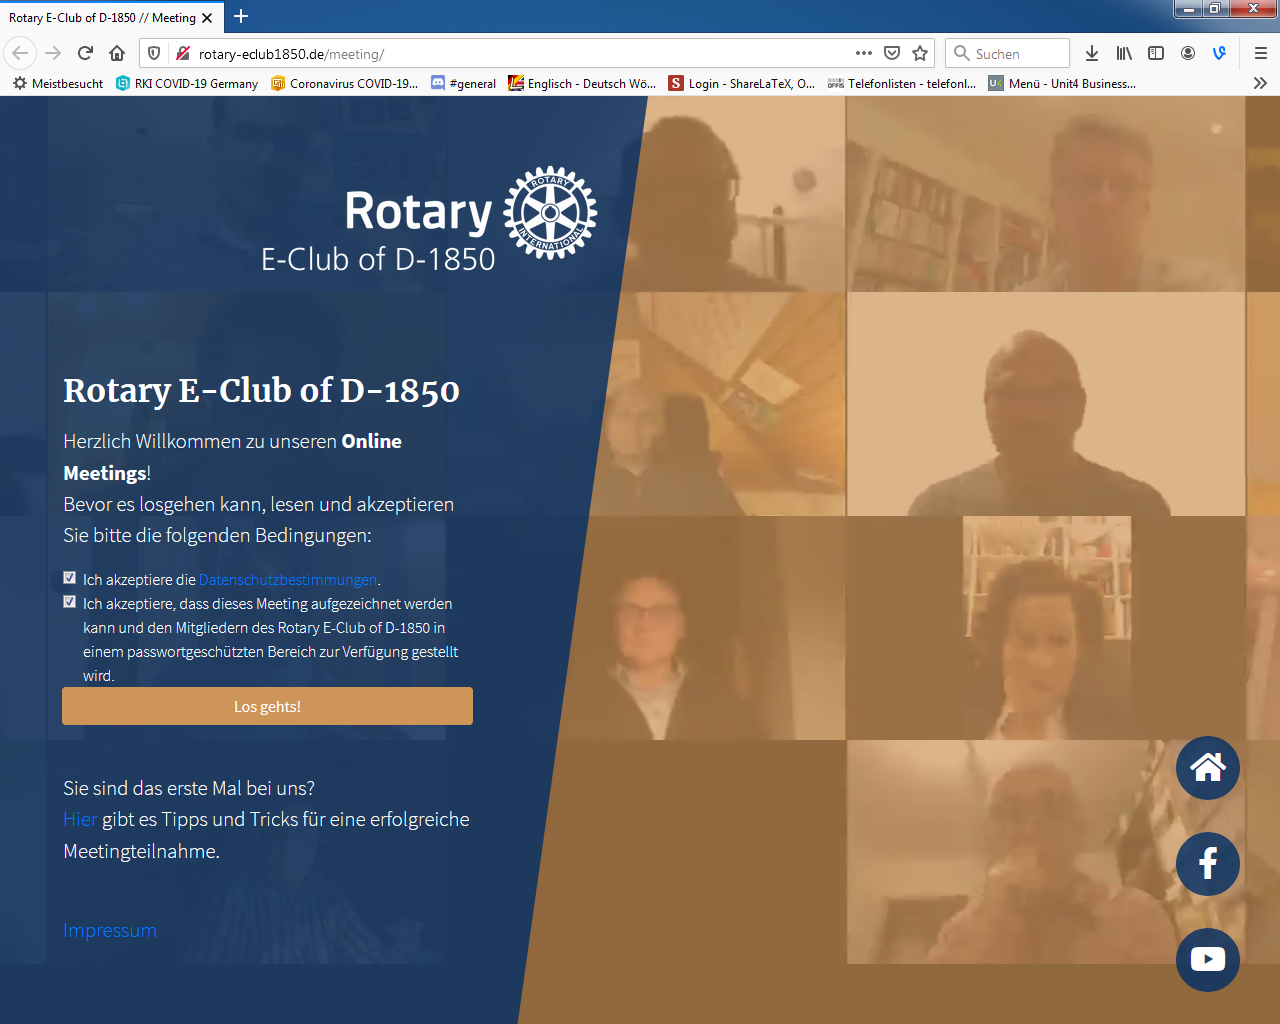 Rotary E-Club of D-1850 // Meeting
rotary-eclub1850.de/meeting/
Suchen
Meistbesucht
RKI COVID-19 Germany
Coronavirus COVID-19...
#general
Englisch - Deutsch Wö...
Login - ShareLaTeX, O...
OFFIS
Telefonlisten - telefonl...
U4
Menü - Unit4 Business...
Rotary
ROTARY
INTERNATIONAL
E-Club of D-1850
Rotary E-Club of D-1850
Herzlich Willkommen zu unseren Online
Meetings!
Bevor es losgehen kann, lesen und akzeptieren
Sie bitte die folgenden Bedingungen:
Ich akzeptiere die Datenschutzbestimmungen.
Ich akzeptiere, dass dieses Meeting aufgezeichnet werden
kann und den Mitgliedern des Rotary E-Club of D-1850 in
einem passwortgeschützten Bereich zur Verfügung gestellt
wird.
Los gehts!
Sie sind das erste Mal bei uns?
Hier gibt es Tipps und Tricks für eine erfolgreiche
Meetingteilnahme.
Impressum